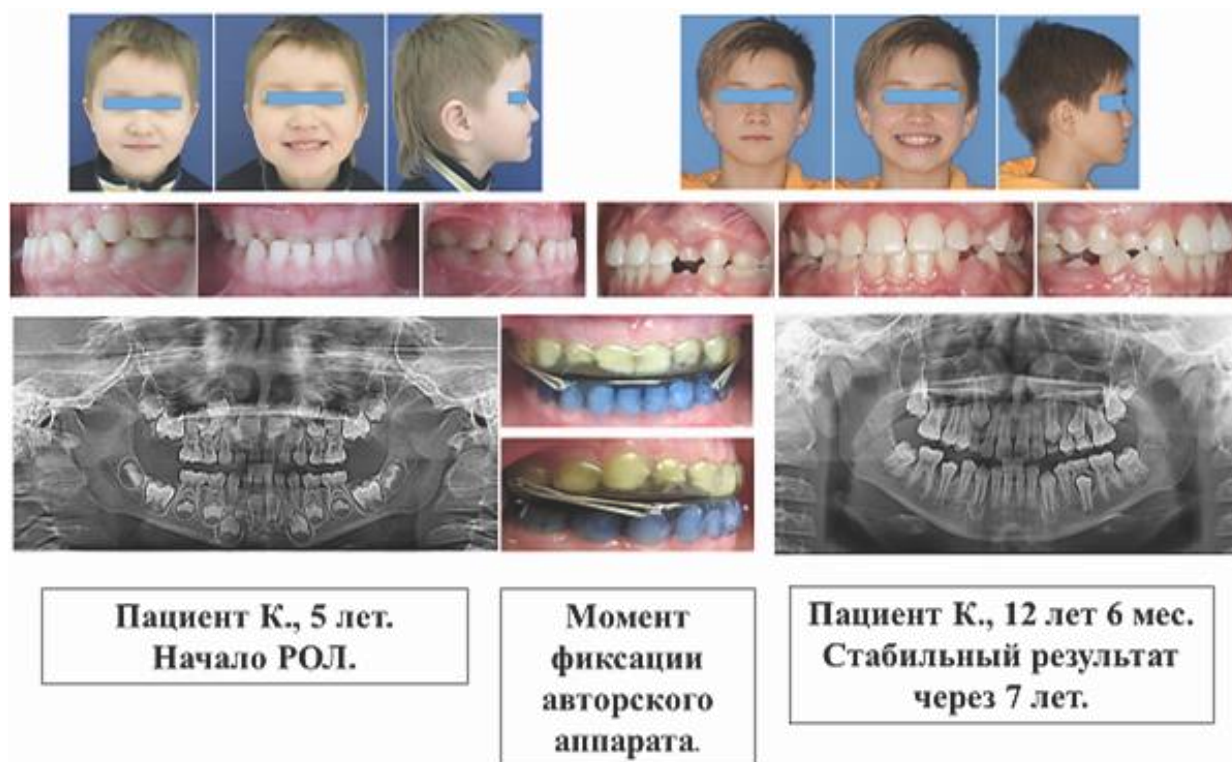 Пациент К., 5 лет.
Начало РОЛ.
Момент
фиксации
авторского
аппарата.
Пациент К., 12 лет 6 мес.
Стабильный результат
через 7 лет.